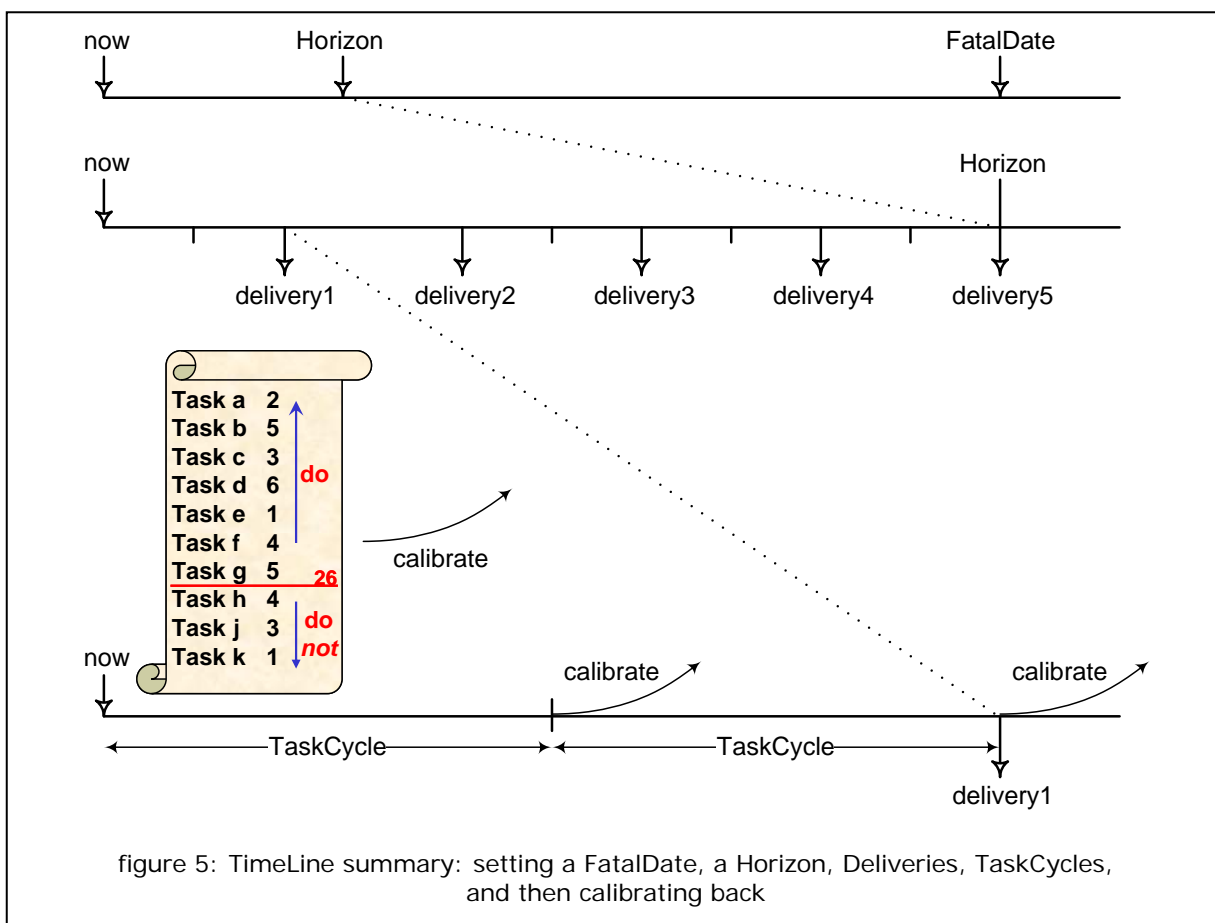 now Horizon FatalDate
now Horizon
delivery1 delivery2 delivery3 delivery4 delivery5
Task a 2
Task b 5
Task c 3
do
Task d 6
Task e 1
Task f 4
calibrate
Task g 5 26
Task h 4
do
Task j 3
not
Task k 1
now
calibrate calibrate
TaskCycle TaskCycle
delivery1
figure 5: TimeLine summary: setting a FatalDate, a Horizon, Deliveries, TaskCycles,
and then calibrating back